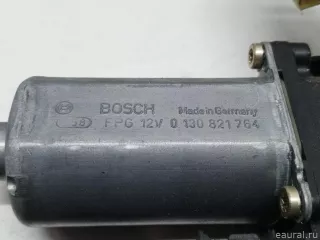 BOSCH Made in Germany
FPG 12V 0 130 821 764
eaural.ru